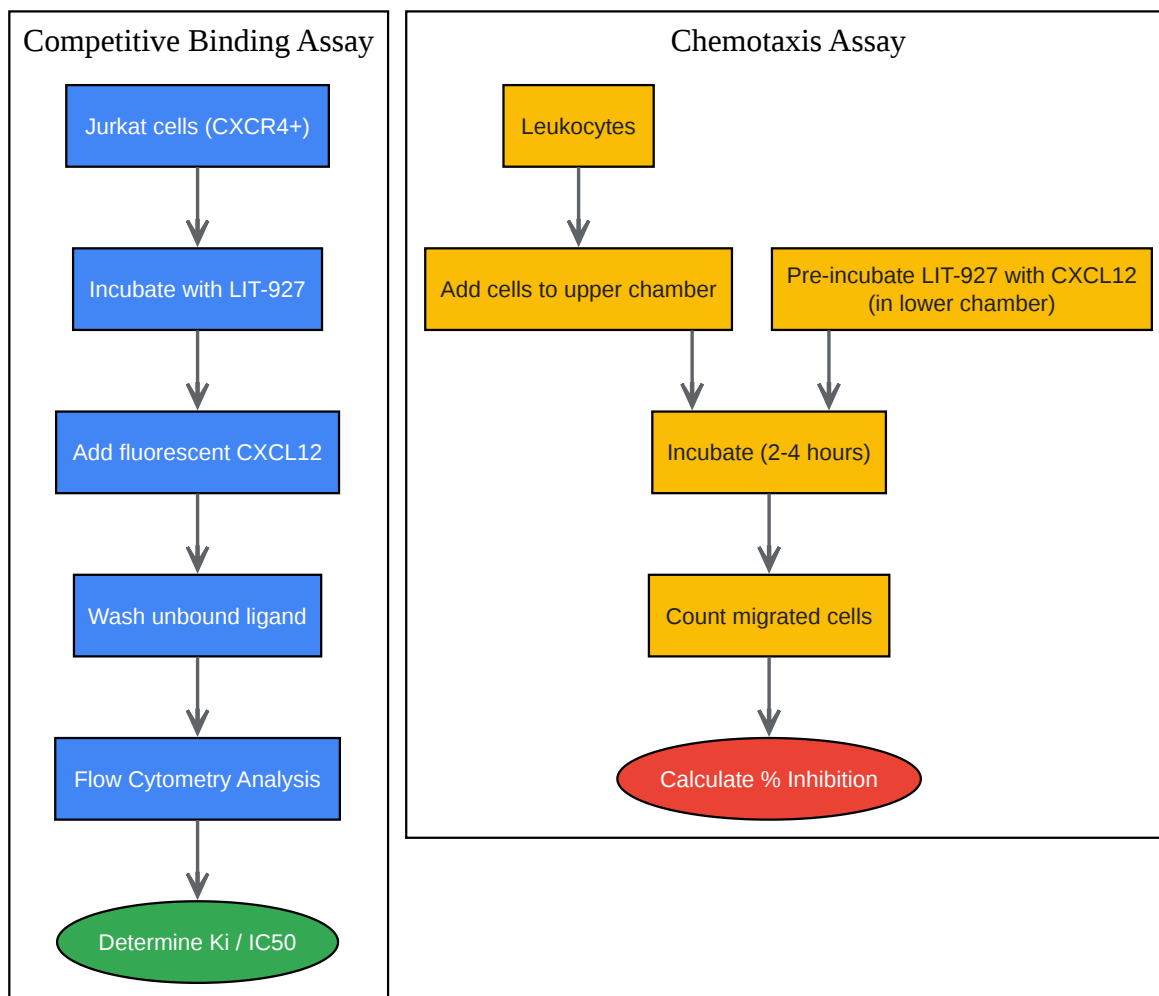 Competitive Binding Assay
Jurkat cells (CXCR4+)
Incubate with LIT-927
Add fluorescent CXCL12
Wash unbound ligand
Flow Cytometry Analysis
Determine Ki / IC50
Chemotaxis Assay
Leukocytes
Add cells to upper chamber
Pre-incubate LIT-927 with CXCL12
(in lower chamber)
Incubate (2-4 hours)
Count migrated cells
Calculate % Inhibition